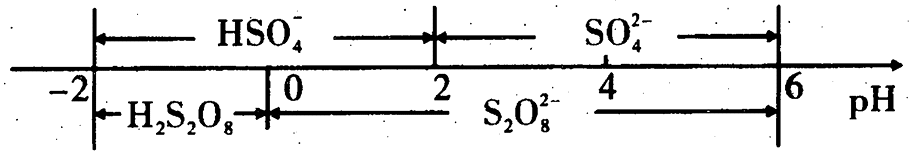 HSO₄⁻ SO₄²⁻
−2 0 2 4 6 pH
H₂S₂O₈ S₂O₈²⁻